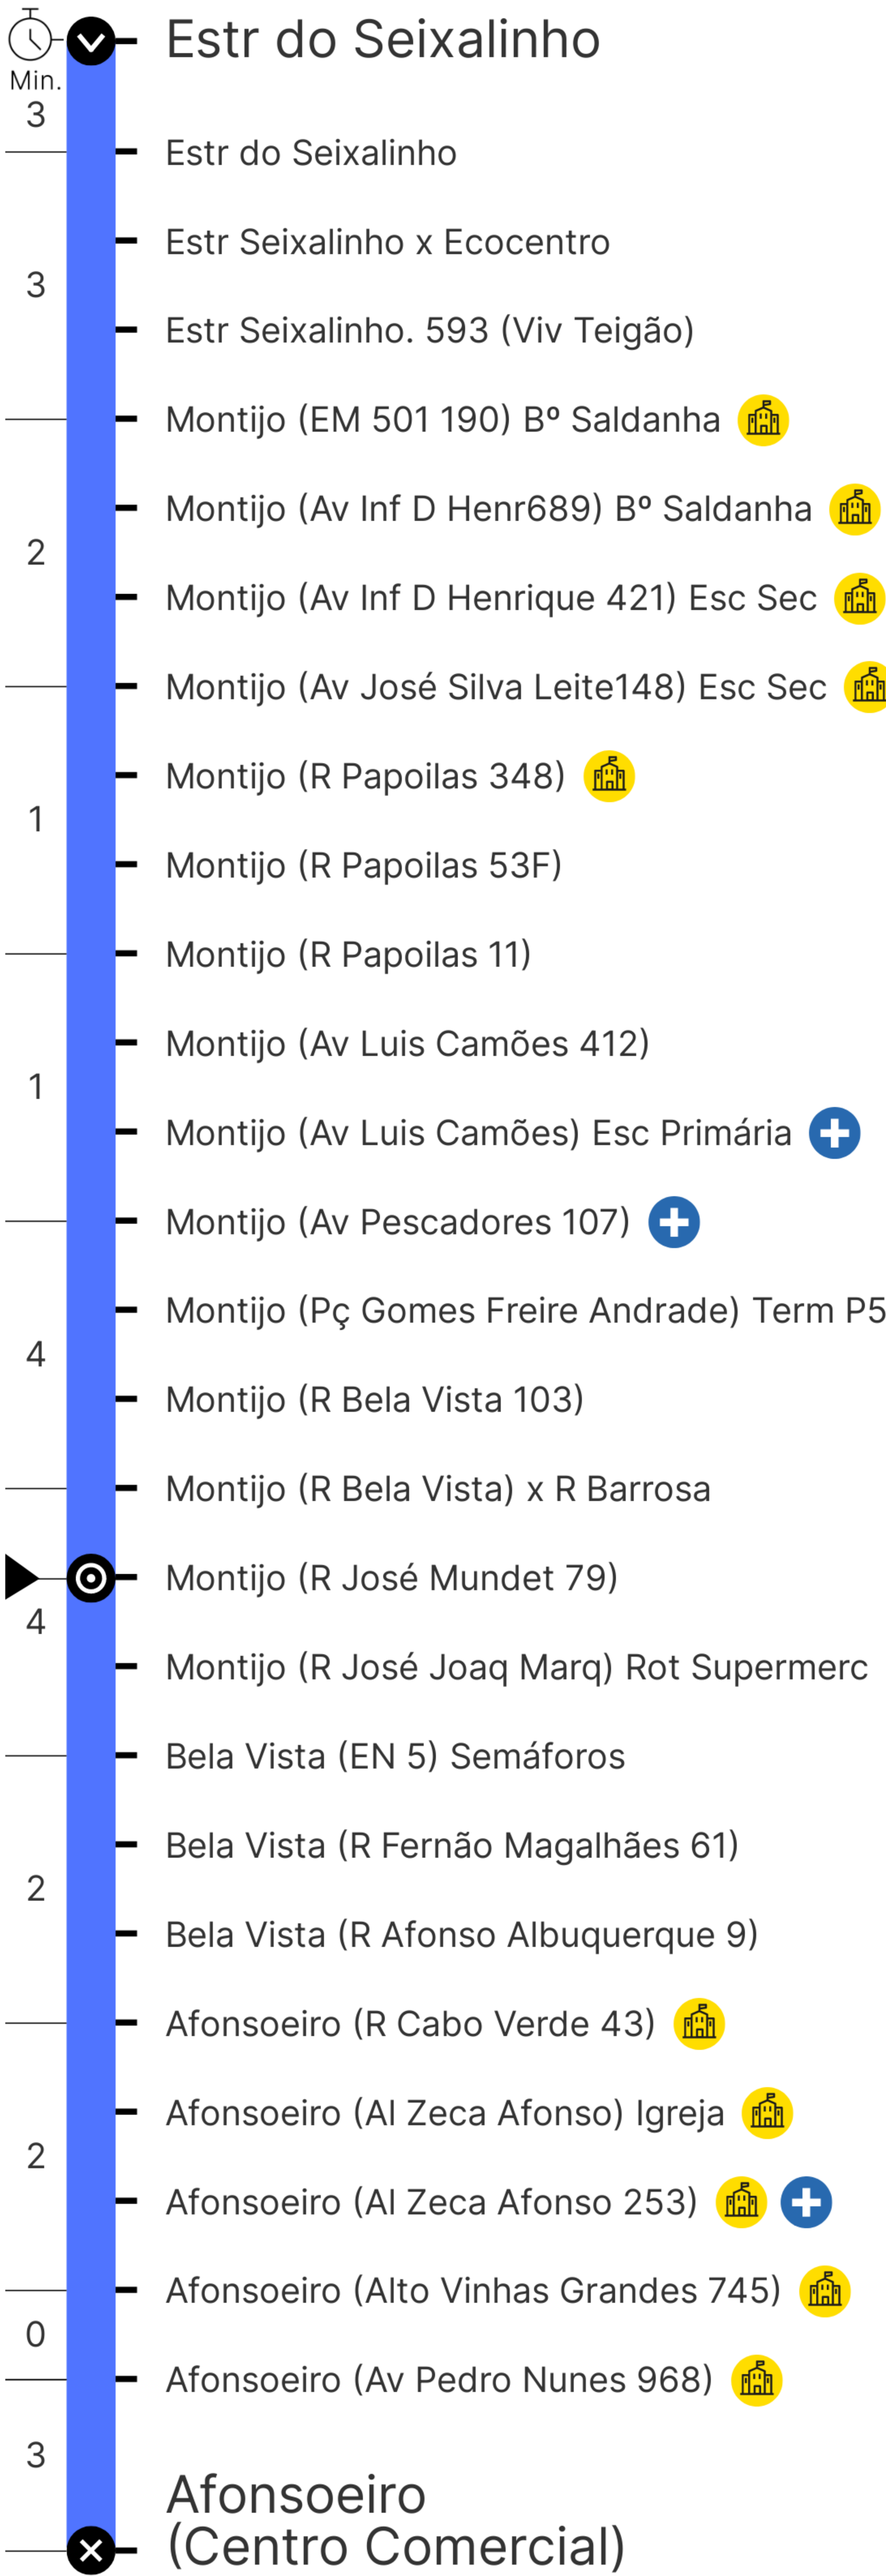 Estr do Seixalinho
Min.
3
Estr do Seixalinho
Estr Seixalinho x Ecocentro
3
Estr Seixalinho. 593 (Viv Teigão)
Montijo (EM 501 190) Bº Saldanha
Montijo (Av Inf D Henr689) Bº Saldanha
2
Montijo (Av Inf D Henrique 421) Esc Sec
Montijo (Av José Silva Leite148) Esc Sec
Montijo (R Papoilas 348)
1
Montijo (R Papoilas 53F)
Montijo (R Papoilas 11)
Montijo (Av Luis Camões 412)
1
Montijo (Av Luis Camões) Esc Primária
Montijo (Av Pescadores 107)
Montijo (Pç Gomes Freire Andrade) Term P5
4
Montijo (R Bela Vista 103)
Montijo (R Bela Vista) x R Barrosa
Montijo (R José Mundet 79)
4
Montijo (R José Joaq Marq) Rot Supermerc
Bela Vista (EN 5) Semáforos
Bela Vista (R Fernão Magalhães 61)
2
Bela Vista (R Afonso Albuquerque 9)
Afonsoeiro (R Cabo Verde 43)
Afonsoeiro (Al Zeca Afonso) Igreja
2
Afonsoeiro (Al Zeca Afonso 253)
Afonsoeiro (Alto Vinhas Grandes 745)
0
Afonsoeiro (Av Pedro Nunes 968)
3
Afonsoeiro
(Centro Comercial)